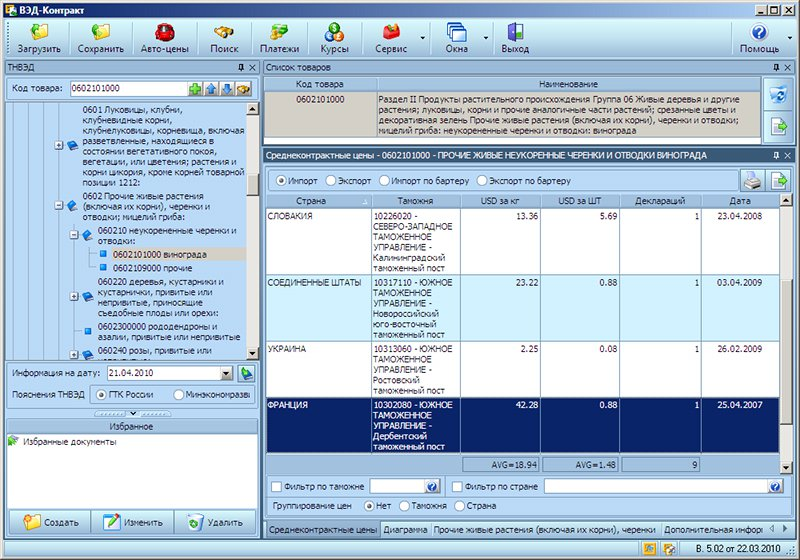 ВЭД-Контракт
Загрузить Сохранить Авто-цены Поиск Платежи Курсы Сервис Окна Выход Помощь
ТНВЭД
Код товара: 0602101000
0601 Луковицы, клубни,
клубневидные корни,
клубнелуковицы, корневища, включая
разветвленные, находящиеся в
состоянии вегетативного покоя,
вегетации, или цветения; растения и
корни цикория, кроме корней товарной
позиции 1212:
0602 Прочие живые растения
(включая их корни), черенки и
отводки; мицелий гриба:
060210 неукорененные черенки и
отводки:
0602101000 винограда
0602109000 прочие
060220 деревья, кустарники и
кустарнички, привитые или
непривитые, приносящие
съедобные плоды или орехи:
0602300000 рододендроны и
азалии, привитые или непривитые
060240 розы, привитые или
Информация на дату: 21.04.2010
Пояснения ТНВЭД ГТК России Минэкономразви
Избранное
Избранные документы
Создать Изменить Удалить
Список товаров
Код товара Наименование
0602101000 Раздел II Продукты растительного происхождения Группа 06 Живые деревья и другие
растения; луковицы, корни и прочие аналогичные части растений; срезанные цветы и
декоративная зелень Прочие живые растения (включая их корни), черенки и отводки;
мицелий гриба: неукорененные черенки и отводки: винограда
Среднеконтрактные цены - 0602101000 - ПРОЧИЕ ЖИВЫЕ НЕУКОРЕННЫЕ ЧЕРЕНКИ И ОТВОДКИ ВИНОГРАДА
Импорт Экспорт Импорт по бартеру Экспорт по бартеру
Страна Таможня USD за кг USD за ШТ Деклараций Дата
СЛОВАКИЯ 10226020 - 13.36 5.69 1 23.04.2008
СЕВЕРО-ЗАПАДНОЕ
ТАМОЖЕННОЕ
УПРАВЛЕНИЕ -
Калининградский
таможенный пост
СОЕДИНЕННЫЕ ШТАТЫ 10317110 - ЮЖНОЕ 23.22 0.88 1 03.04.2009
ТАМОЖЕННОЕ
УПРАВЛЕНИЕ -
Новороссийский
юго-восточный
таможенный пост
УКРАИНА 10313060 - ЮЖНОЕ 2.25 0.08 1 26.02.2009
ТАМОЖЕННОЕ
УПРАВЛЕНИЕ -
Ростовский
таможенный пост
ФРАНЦИЯ 10302080 - ЮЖНОЕ 42.28 0.88 1 25.04.2007
ТАМОЖЕННОЕ
УПРАВЛЕНИЕ -
Дербентский
таможенный пост
AVG=18.94 AVG=1.48 9
Фильтр по таможне Фильтр по стране
Группирование цен Нет Таможня Страна
Среднеконтрактные цены Диаграмма Прочие живые растения (включая их корни), черенки Дополнительная инфор
В. 5.02 от 22.03.2010